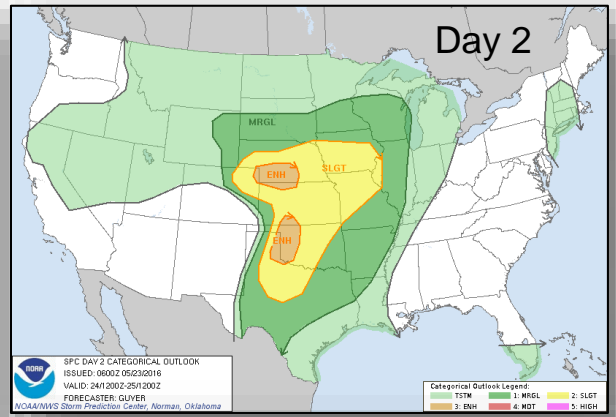 Day 2
MRGL
ENH
SLGT
ENH
NOAA
SPC DAY 2 CATEGORICAL OUTLOOK
ISSUED: 0600Z 05/23/2016
VALID: 24/1200Z-25/1200Z
FORECASTER: GUYER
NOAA/NWS Storm Prediction Center, Norman, Oklahoma
Categorical Outlook Legend:
TSTM 1: MRGL 2: SLGT
3: ENH 4: MDT 5: HIGH